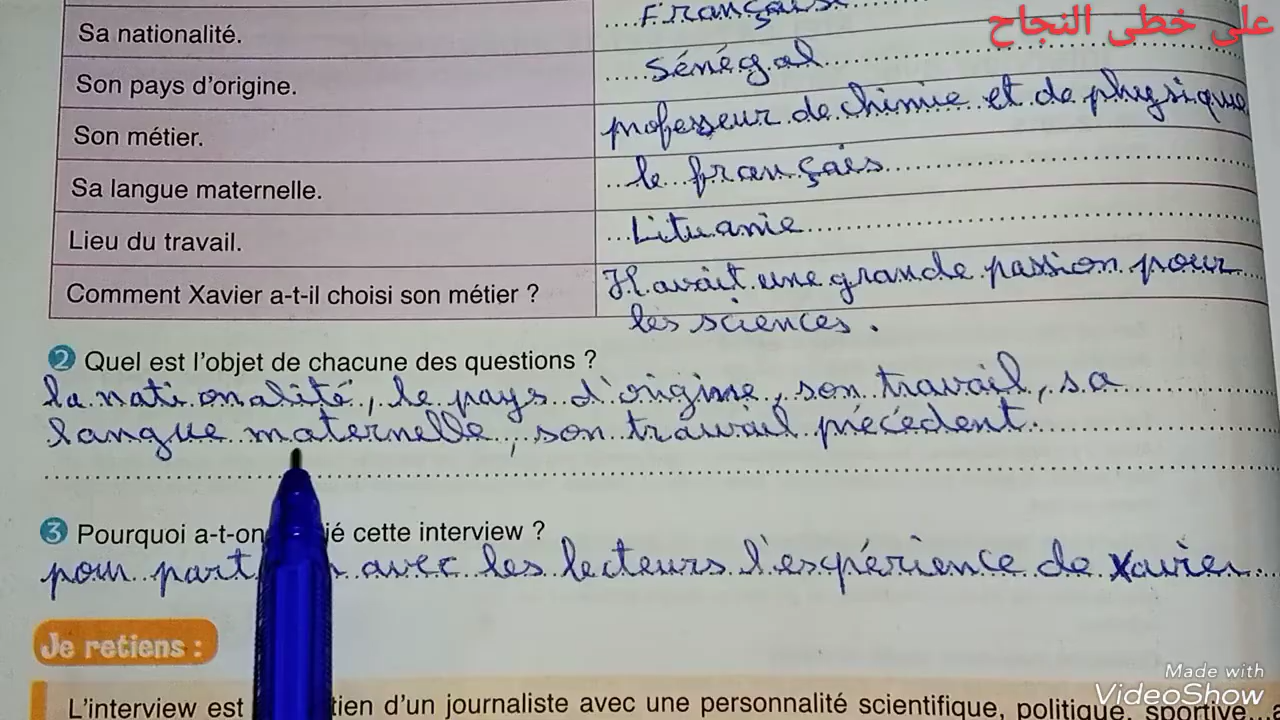 على خطى النجاح
Sa nationalité. Française
Son pays d'origine. Sénégal
Son métier. professeur de chimie et de physique
Sa langue maternelle. le français
Lieu du travail. Lituanie
Comment Xavier a-t-il choisi son métier ? Il avait une grande passion pour
les sciences.
2 Quel est l'objet de chacune des questions ?
la nationalité, le pays d'origine, son travail, sa
langue maternelle, son travail précédent.
3 Pourquoi a-t-on cette interview ?
pour avec les lecteurs l'expérience de Xavier
Je retiens :
L'interview est d'un journaliste avec une personnalité scientifique, politique, sportive...
Made with
VideoShow